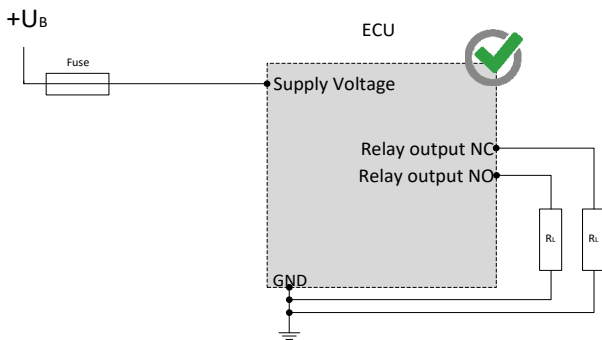 +UB
ECU
Fuse
Supply Voltage
Relay output NC
Relay output NO
RL
RL
GND